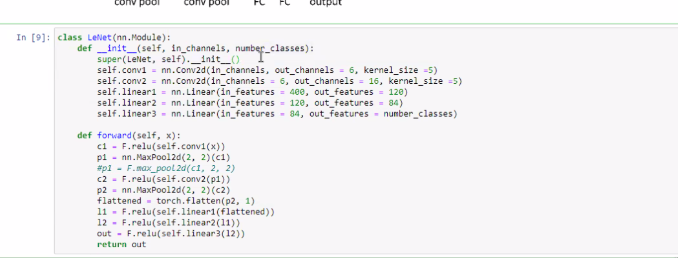 conv pool conv pool FC FC output
In [9]: class LeNet(nn.Module):
def __init__(self, in_channels, number_classes):
super(LeNet, self).__init__()
self.conv1 = nn.Conv2d(in_channels, out_channels = 6, kernel_size =5)
self.conv2 = nn.Conv2d(in_channels = 6, out_channels = 16, kernel_size =5)
self.linear1 = nn.Linear(in_features = 400, out_features = 120)
self.linear2 = nn.Linear(in_features = 120, out_features = 84)
self.linear3 = nn.Linear(in_features = 84, out_features = number_classes)
def forward(self, x):
c1 = F.relu(self.conv1(x))
p1 = nn.MaxPool2d(2, 2)(c1)
#p1 = F.max_pool2d(c1, 2, 2)
c2 = F.relu(self.conv2(p1))
p2 = nn.MaxPool2d(2, 2)(c2)
flattened = torch.flatten(p2, 1)
l1 = F.relu(self.linear1(flattened))
l2 = F.relu(self.linear2(l1))
out = F.relu(self.linear3(l2))
return out